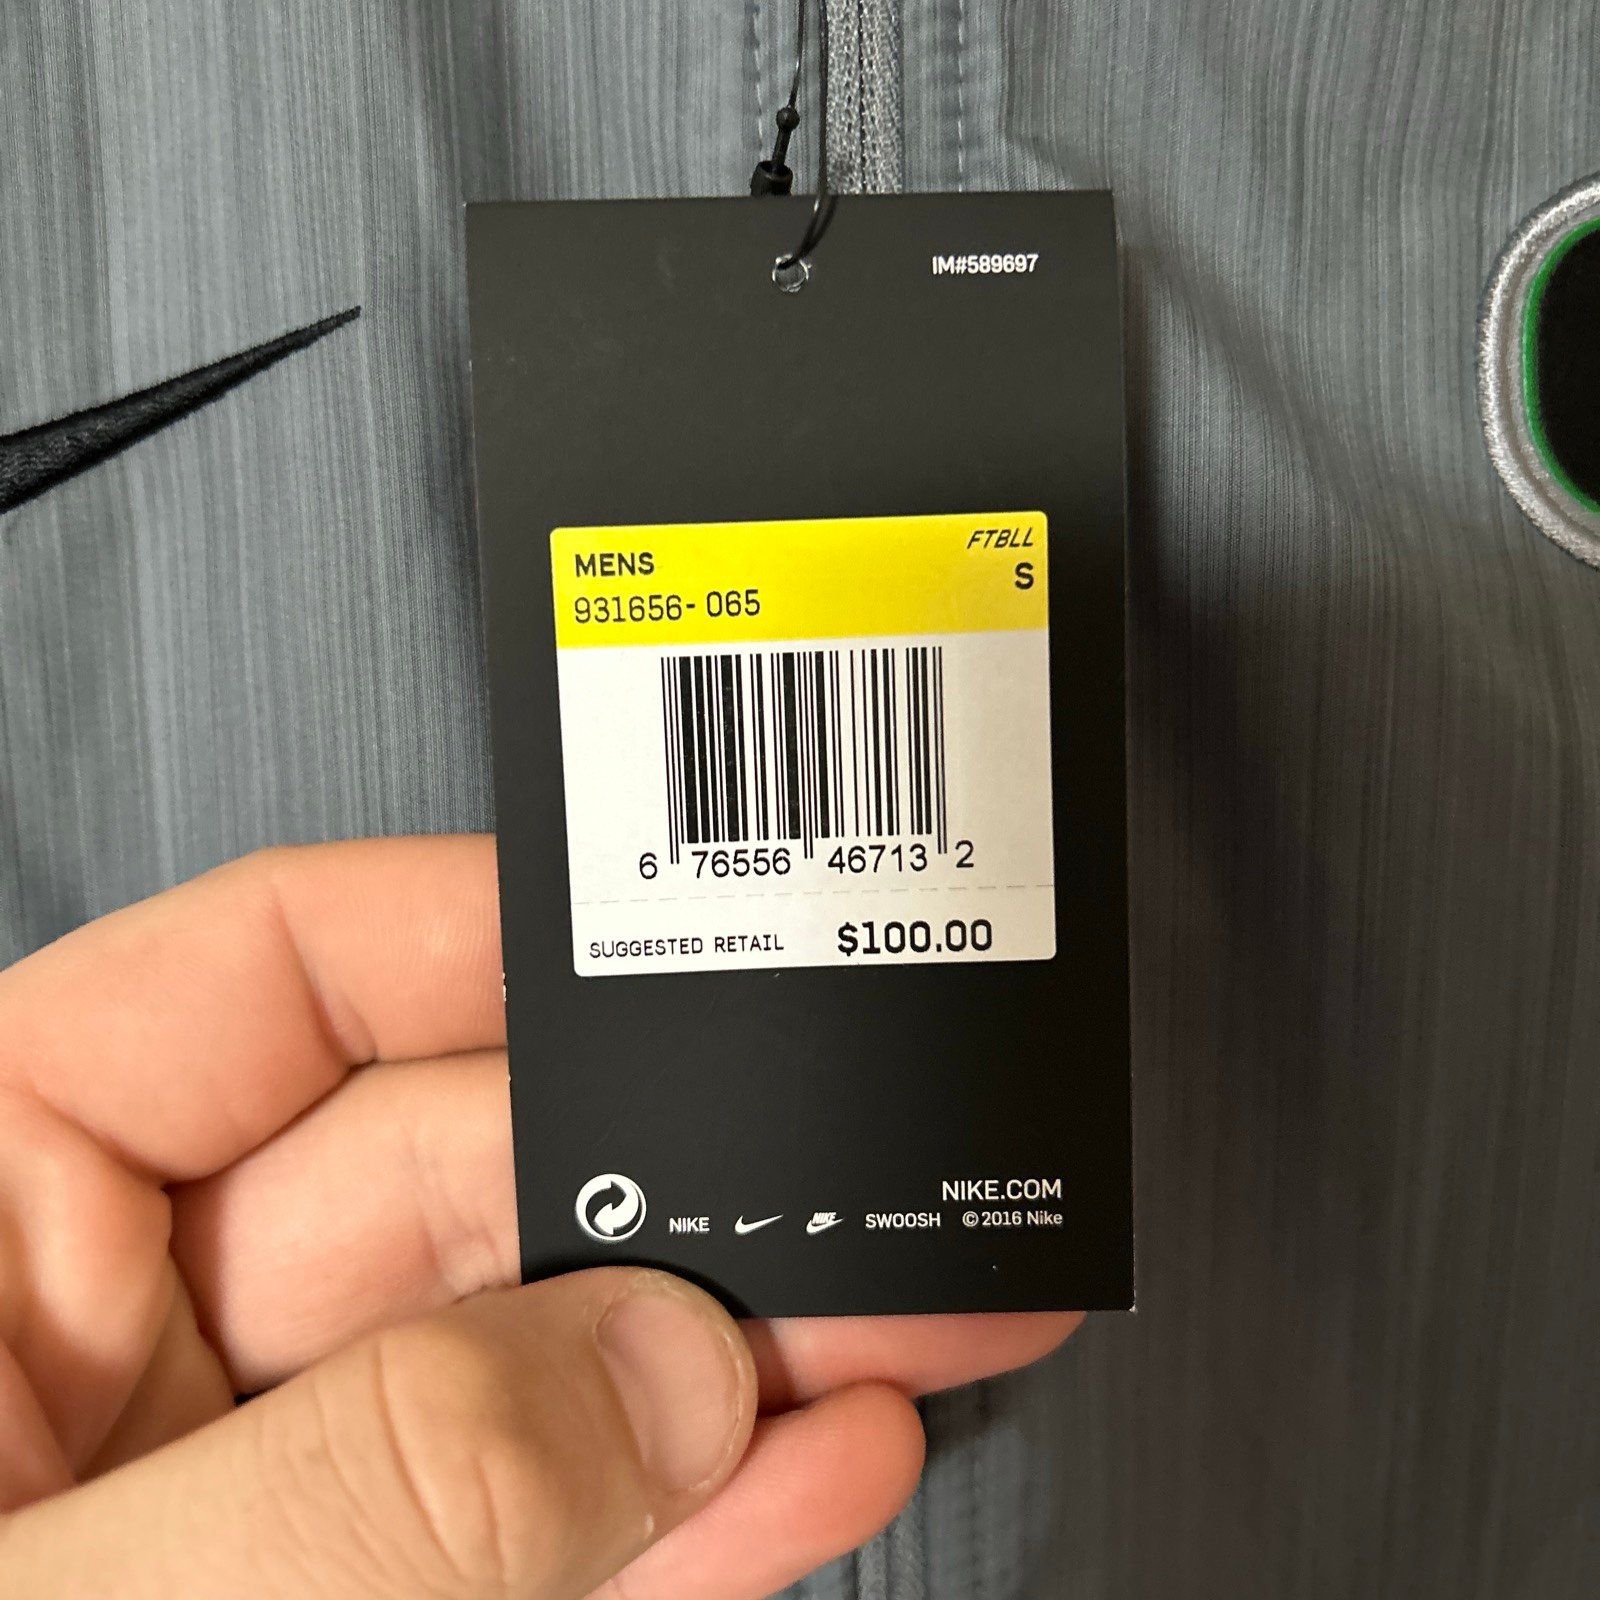 IM#589697
FTBLL
MENS
S
931656- 065
6 76556 46713 2
SUGGESTED RETAIL $100.00
NIKE.COM
NIKE NIKE SWOOSH © 2016 Nike